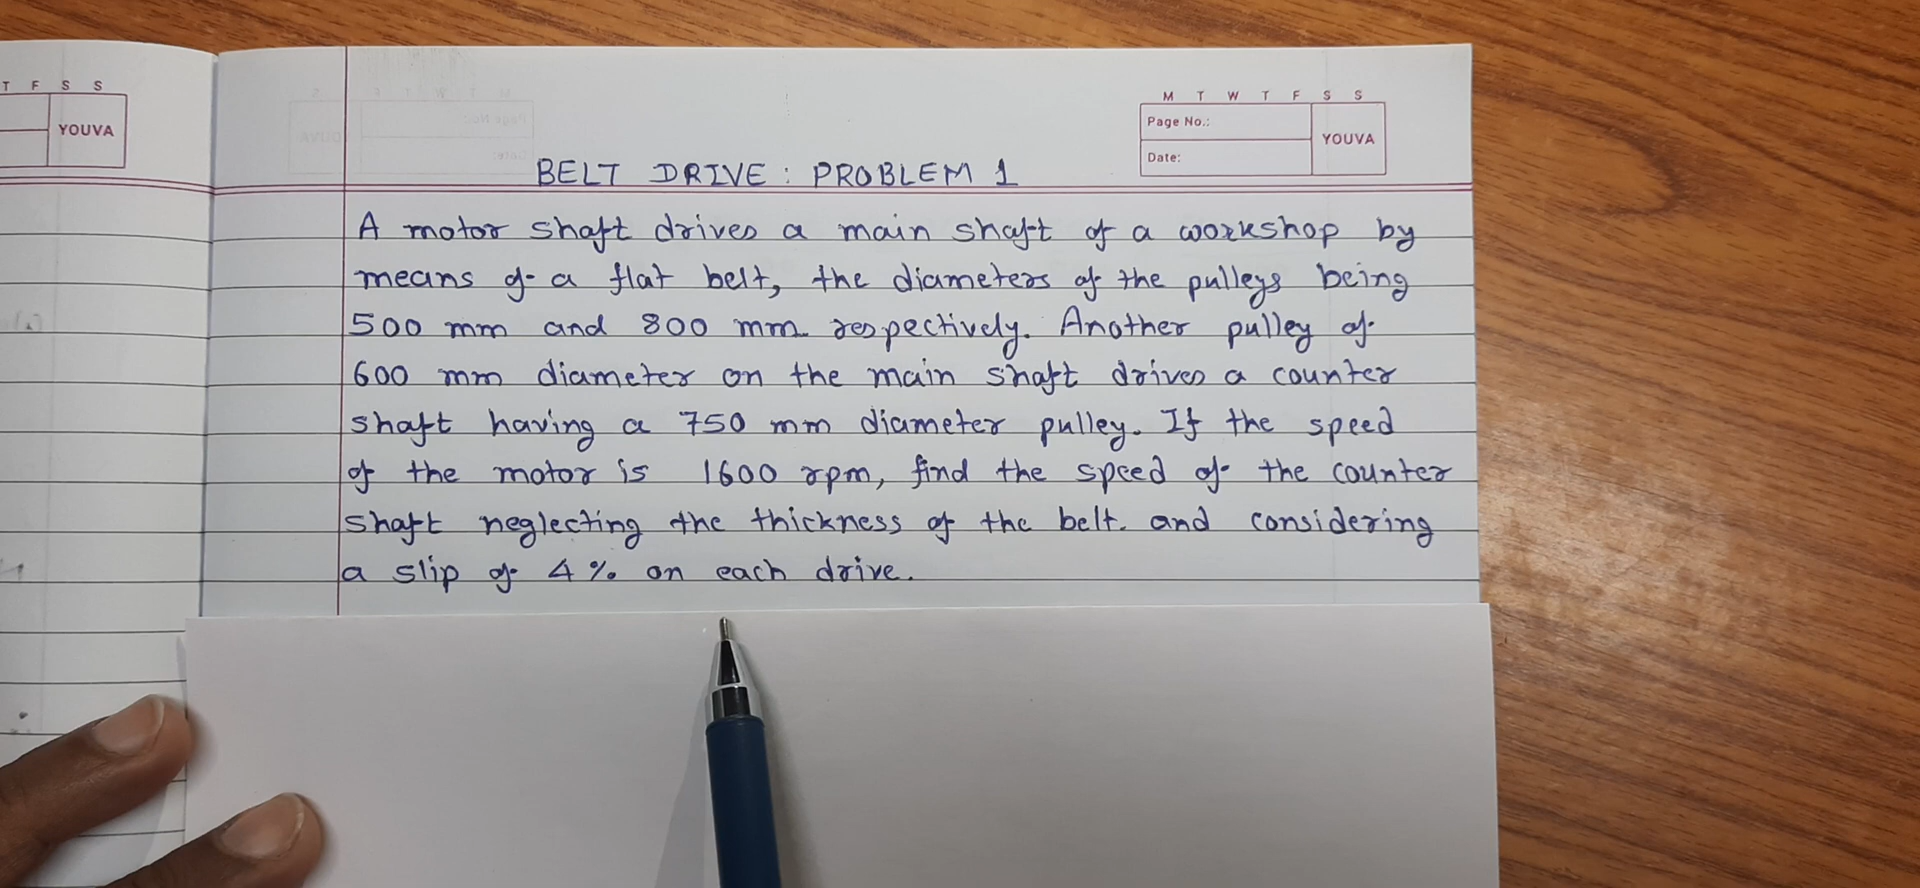 T F S S
YOUVA
M T W T F S S
Page No.:
YOUVA
Date:
BELT DRIVE : PROBLEM 1
A motor shaft drives a main shaft of a workshop by
means of a flat belt, the diameters of the pulleys being
500 mm and 800 mm respectively. Another pulley of
600 mm diameter on the main shaft drives a counter
shaft having a 750 mm diameter pulley. If the speed
of the motor is 1600 rpm, find the speed of the counter
shaft neglecting the thickness of the belt. and considering
a slip of 4 % on each drive.